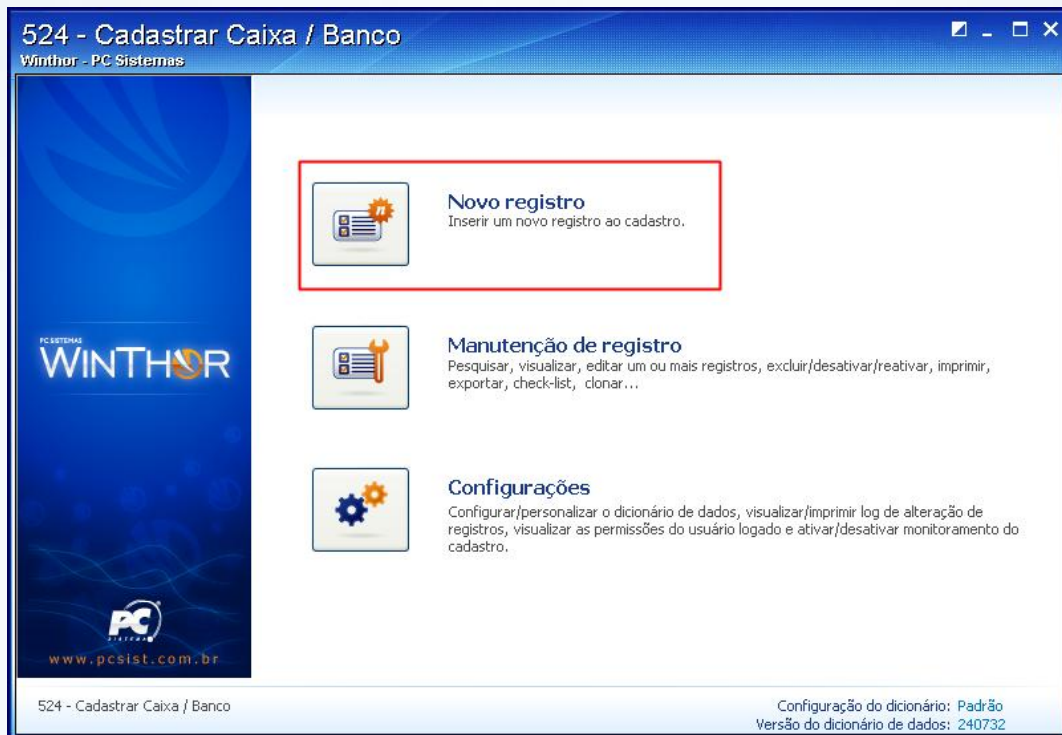 524 - Cadastrar Caixa / Banco
Winthor - PC Sistemas
Novo registro
Inserir um novo registro ao cadastro.
PC SISTEMAS
WINTHOR
Manutenção de registro
Pesquisar, visualizar, editar um ou mais registros, excluir/desativar/reativar, imprimir,
exportar, check-list, clonar...
Configurações
Configurar/personalizar o dicionário de dados, visualizar/imprimir log de alteração de
registros, visualizar as permissões do usuário logado e ativar/desativar monitoramento do
cadastro.
PC
SISTEMAS
www.pcsist.com.br
524 - Cadastrar Caixa / Banco
Configuração do dicionário: Padrão
Versão do dicionário de dados: 240732